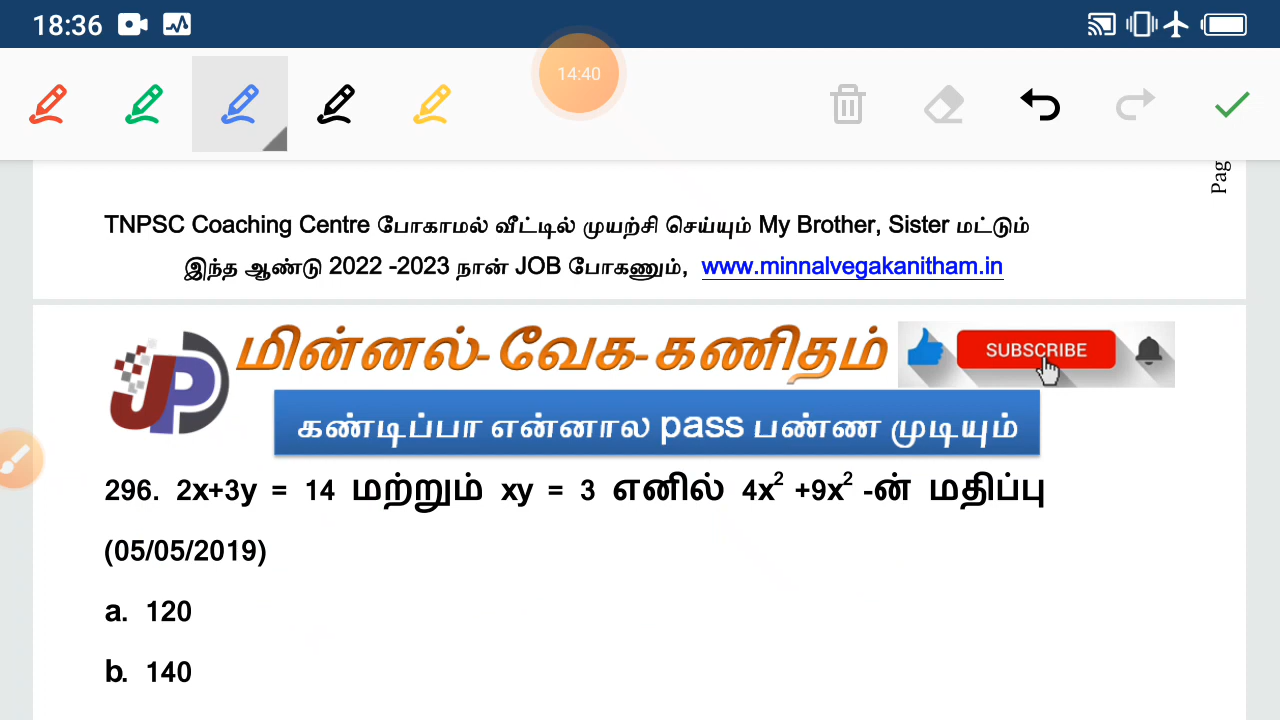 18:36
14:40
Pag
TNPSC Coaching Centre போகாமல் வீட்டில் முயற்சி செய்யும் My Brother, Sister மட்டும்
இந்த ஆண்டு 2022 -2023 நான் JOB போகணும், www.minnalvegakanitham.in
JP மின்னல்-வேக-கணிதம் SUBSCRIBE
கண்டிப்பா என்னால pass பண்ண முடியும்
296. 2x+3y = 14 மற்றும் xy = 3 எனில் 4x² +9x² -ன் மதிப்பு
(05/05/2019)
a. 120
b. 140